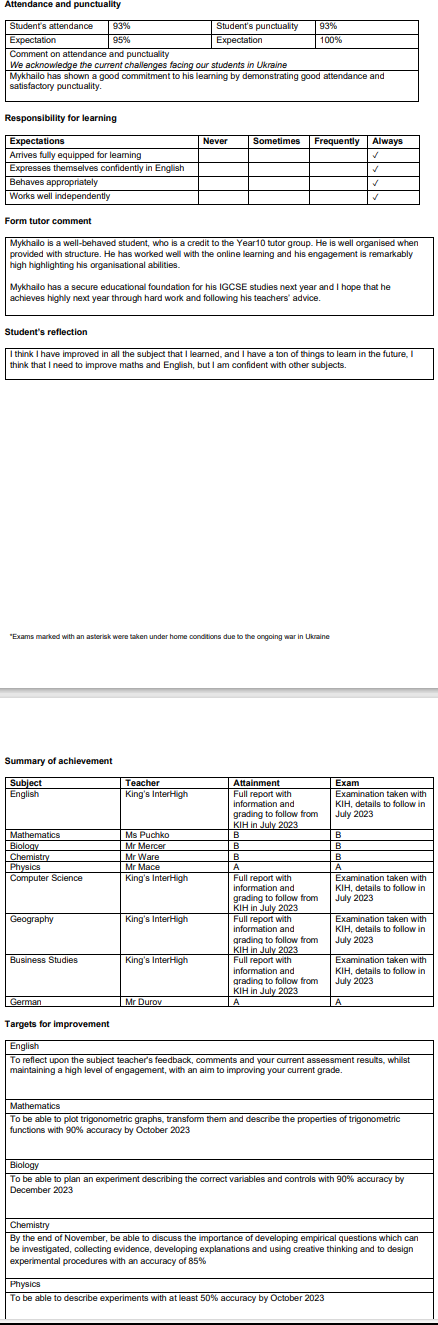 Attendance and punctuality
Student's attendance 93% Student's punctuality 93%
Expectation 95% Expectation 100%
Comment on attendance and punctuality
We acknowledge the current challenges facing our students in Ukraine
Mykhailo has shown a good commitment to his learning by demonstrating good attendance and
satisfactory punctuality.
Responsibility for learning
Expectations Never Sometimes Frequently Always
Arrives fully equipped for learning ✓
Expresses themselves confidently in English ✓
Behaves appropriately ✓
Works well independently ✓
Form tutor comment
Mykhailo is a well-behaved student, who is a credit to the Year10 tutor group. He is well organised when
provided with structure. He has worked well with the online learning and his engagement is remarkably
high highlighting his organisational abilities.
Mykhailo has a secure educational foundation for his IGCSE studies next year and I hope that he
achieves highly next year through hard work and following his teachers' advice.
Student's reflection
I think I have improved in all the subject that I learned, and I have a ton of things to learn in the future, I
think that I need to improve maths and English, but I am confident with other subjects.
*Exams marked with an asterisk were taken under home conditions due to the ongoing war in Ukraine
Summary of achievement
Subject Teacher Attainment Exam
English King's InterHigh Full report with Examination taken with
information and KIH, details to follow in
grading to follow from July 2023
KIH in July 2023
Mathematics Ms Puchko B B
Biology Mr Mercer B B
Chemistry Mr Ware B B
Physics Mr Mace A A
Computer Science King's InterHigh Full report with Examination taken with
information and KIH, details to follow in
grading to follow from July 2023
KIH in July 2023
Geography King's InterHigh Full report with Examination taken with
information and KIH, details to follow in
grading to follow from July 2023
KIH in July 2023
Business Studies King's InterHigh Full report with Examination taken with
information and KIH, details to follow in
grading to follow from July 2023
KIH in July 2023
German Mr Durov A A
Targets for improvement
English
To reflect upon the subject teacher's feedback, comments and your current assessment results, whilst
maintaining a high level of engagement, with an aim to improving your current grade.
Mathematics
To be able to plot trigonometric graphs, transform them and describe the properties of trigonometric
functions with 90% accuracy by October 2023
Biology
To be able to plan an experiment describing the correct variables and controls with 90% accuracy by
December 2023
Chemistry
By the end of November, be able to discuss the importance of developing empirical questions which can
be investigated, collecting evidence, developing explanations and using creative thinking and to design
experimental procedures with an accuracy of 85%
Physics
To be able to describe experiments with at least 50% accuracy by October 2023